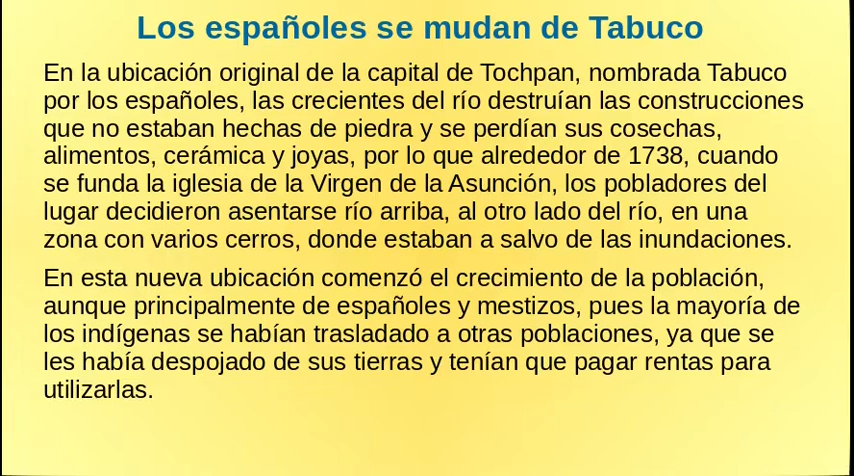 Los españoles se mudan de Tabuco
En la ubicación original de la capital de Tochpan, nombrada Tabuco
por los españoles, las crecientes del río destruían las construcciones
que no estaban hechas de piedra y se perdían sus cosechas,
alimentos, cerámica y joyas, por lo que alrededor de 1738, cuando
se funda la iglesia de la Virgen de la Asunción, los pobladores del
lugar decidieron asentarse río arriba, al otro lado del río, en una
zona con varios cerros, donde estaban a salvo de las inundaciones.
En esta nueva ubicación comenzó el crecimiento de la población,
aunque principalmente de españoles y mestizos, pues la mayoría de
los indígenas se habían trasladado a otras poblaciones, ya que se
les había despojado de sus tierras y tenían que pagar rentas para
utilizarlas.